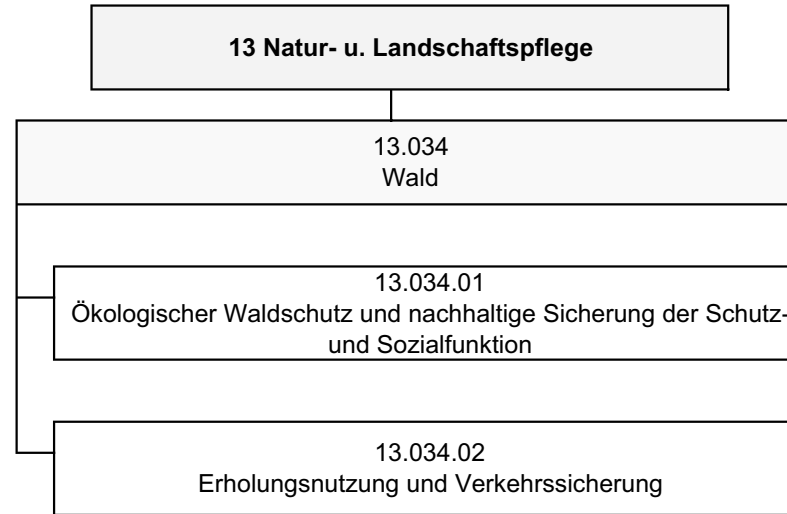 13 Natur- u. Landschaftspflege
13.034
Wald
13.034.01
Ökologischer Waldschutz und nachhaltige Sicherung der Schutz-
und Sozialfunktion
13.034.02
Erholungsnutzung und Verkehrssicherung